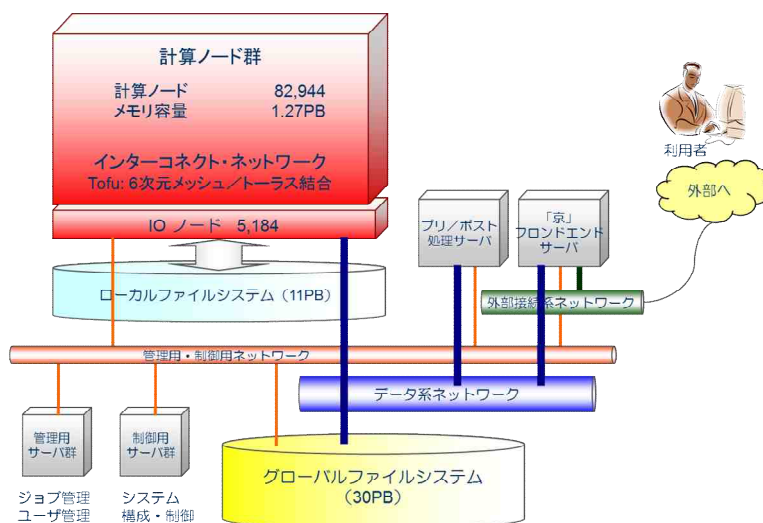 計算ノード群
計算ノード 82,944
メモリ容量 1.27PB
インターコネクト・ネットワーク
Tofu: 6次元メッシュ／トーラス結合
IO ノード 5,184
ローカルファイルシステム（11PB）
利用者
外部へ
プリ／ポスト
処理サーバ
「京」
フロンドエンド
サーバ
外部接続系ネットワーク
管理用・制御用ネットワーク
データ系ネットワーク
管理用
サーバ群
制御用
サーバ群
ジョブ管理
ユーザ管理
システム
構成・制御
グローバルファイルシステム
（30PB）